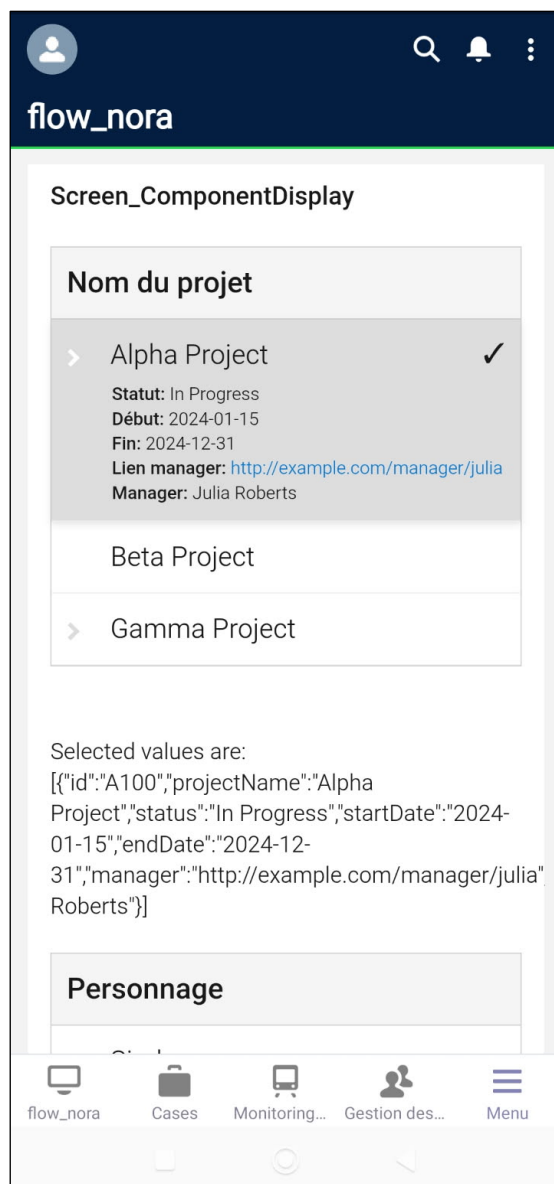 flow_nora
Screen_ComponentDisplay
Nom du projet
Alpha Project
Statut: In Progress
Début: 2024-01-15
Fin: 2024-12-31
Lien manager: http://example.com/manager/julia
Manager: Julia Roberts
Beta Project
Gamma Project
Selected values are:
[{"id":"A100","projectName":"Alpha
Project","status":"In Progress","startDate":"2024-
01-15","endDate":"2024-12-
31","manager":"http://example.com/manager/julia",
Roberts"}]
Personnage
flow_nora
Cases
Monitoring...
Gestion des...
Menu